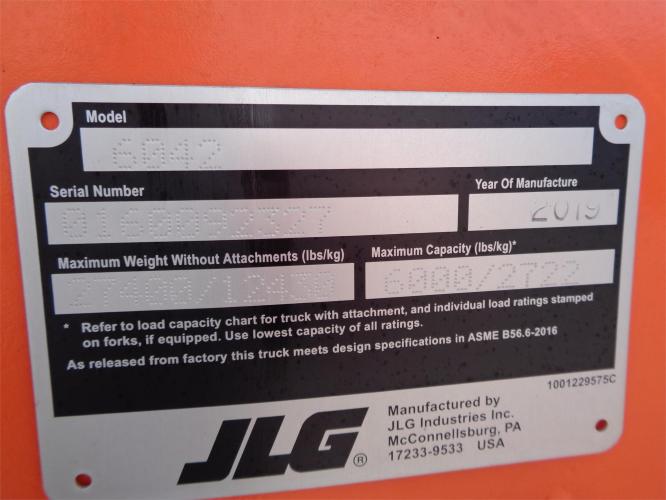 Model
6042
Serial Number
Year Of Manufacture
0160092327
2019
Maximum Weight Without Attachments (lbs/kg)
Maximum Capacity (lbs/kg)*
27400/12430
6000/2722
* Refer to load capacity chart for truck with attachment, and individual load ratings stamped
on forks, if equipped. Use lowest capacity of all ratings.
As released from factory this truck meets design specifications in ASME B56.6-2016
1001229575C
JLG®
Manufactured by
JLG Industries Inc.
McConnellsburg, PA
17233-9533 USA